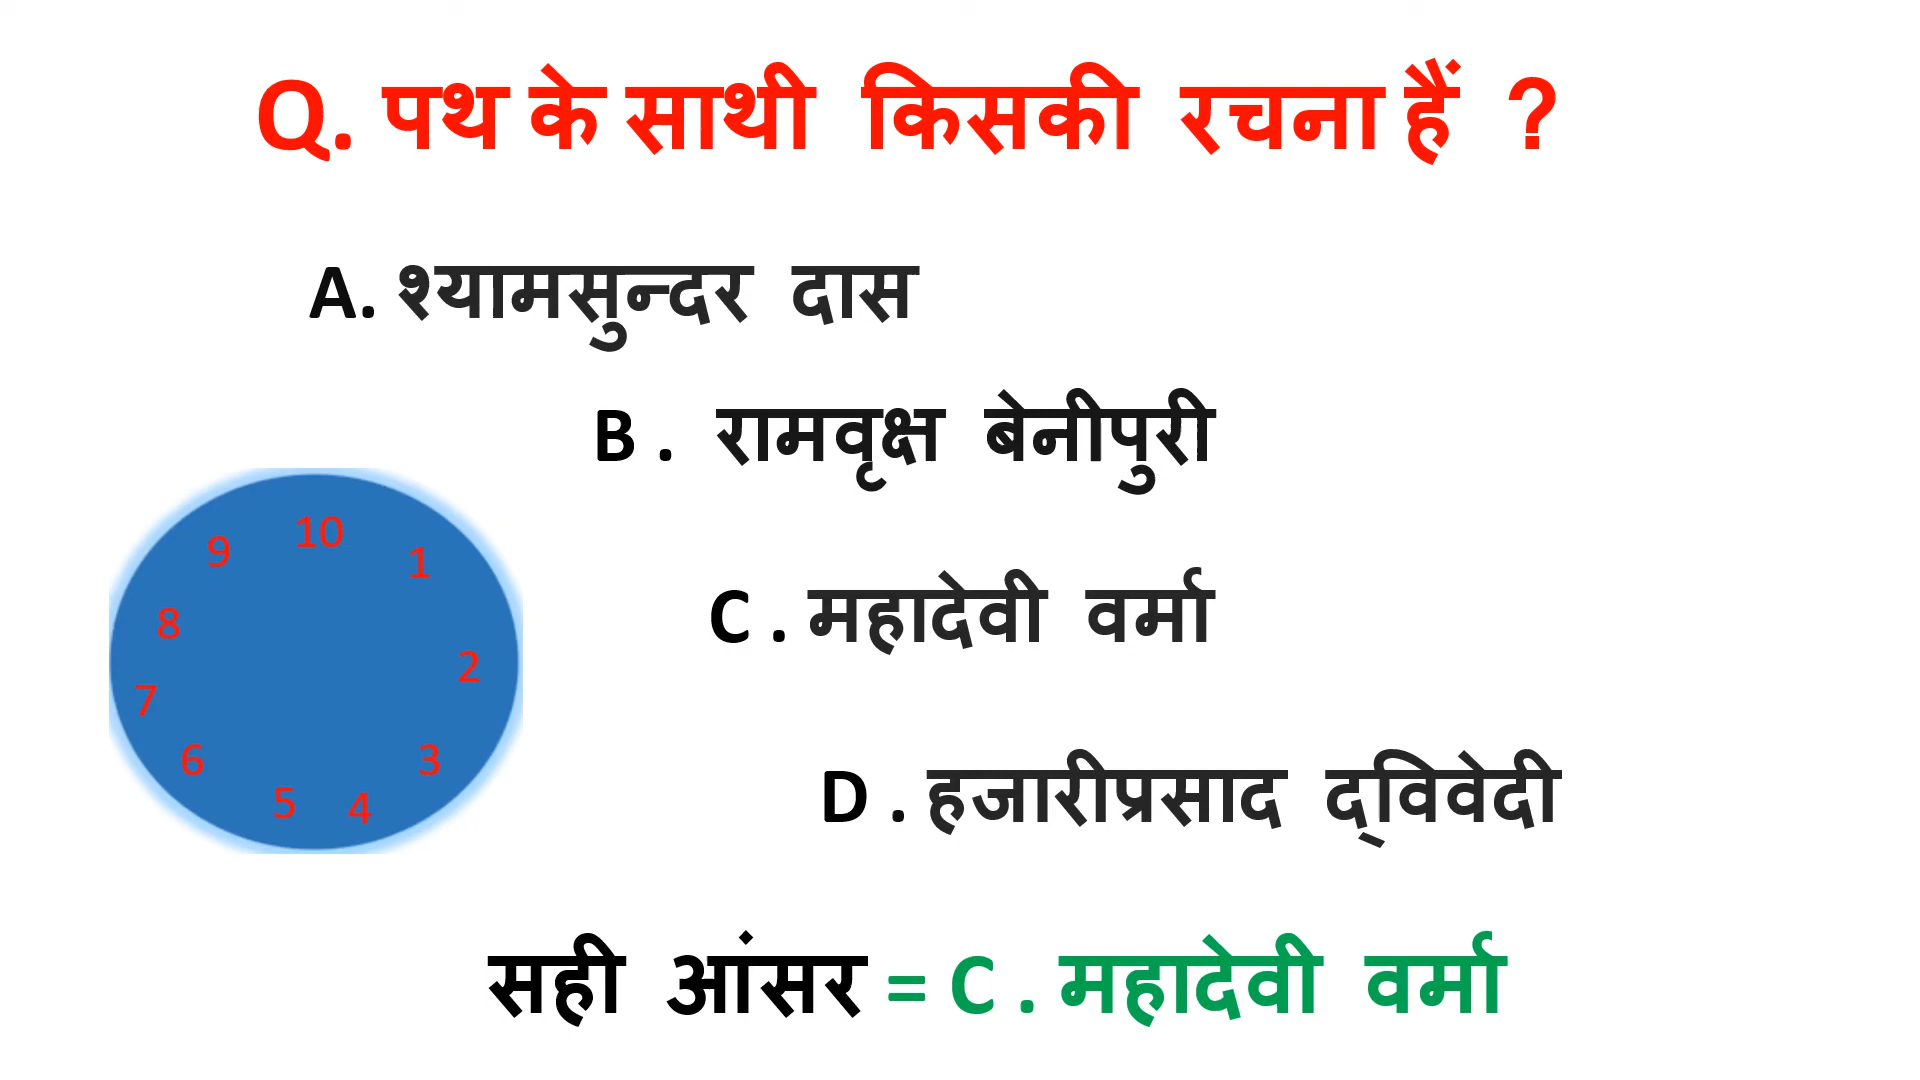 Q. पथ के साथी किसकी रचना हैं ?
A. श्यामसुन्दर दास
B . रामवृक्ष बेनीपुरी
C . महादेवी वर्मा
D . हजारीप्रसाद द्‌विवेदी
10
9
1
8
2
7
6
3
5
4
सही आंसर = C . महादेवी वर्मा